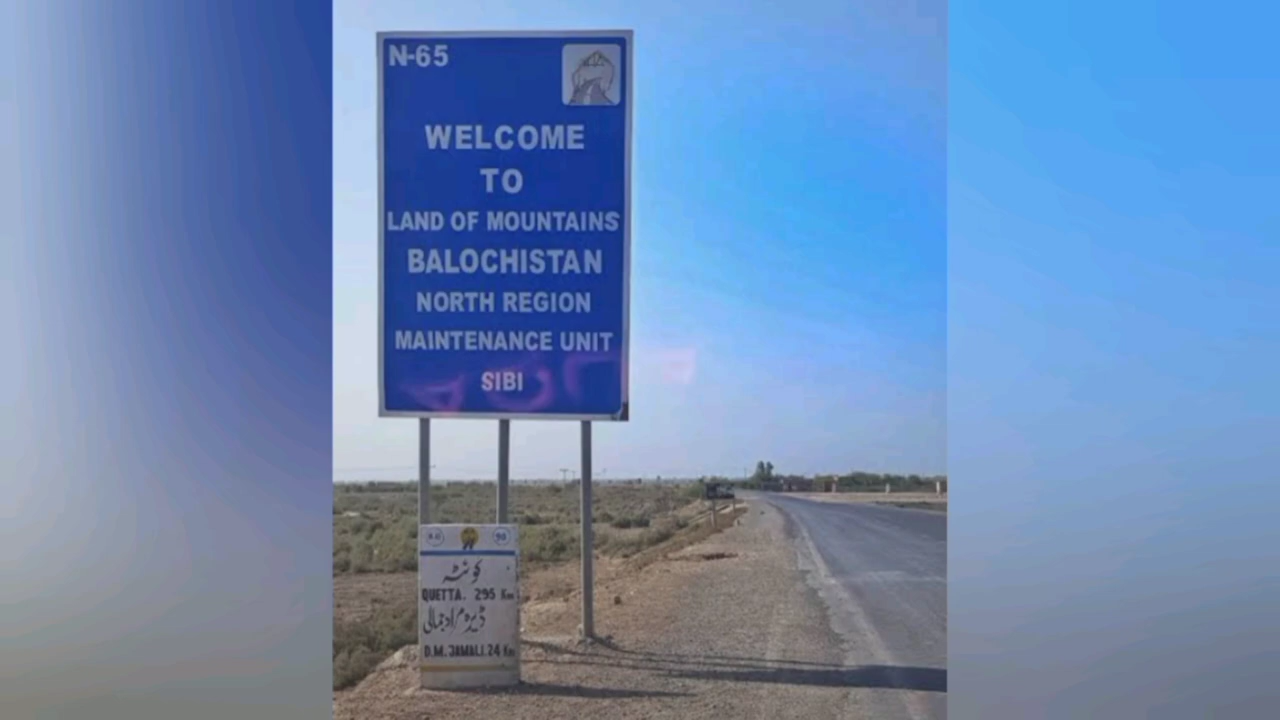 N-65
WELCOME
TO
LAND OF MOUNTAINS
BALOCHISTAN
NORTH REGION
MAINTENANCE UNIT
SIBI
کوئٹہ
QUETTA. 295 Km
ڈیرہ مراد جمالی
D.M. JAMALI. 24 Km